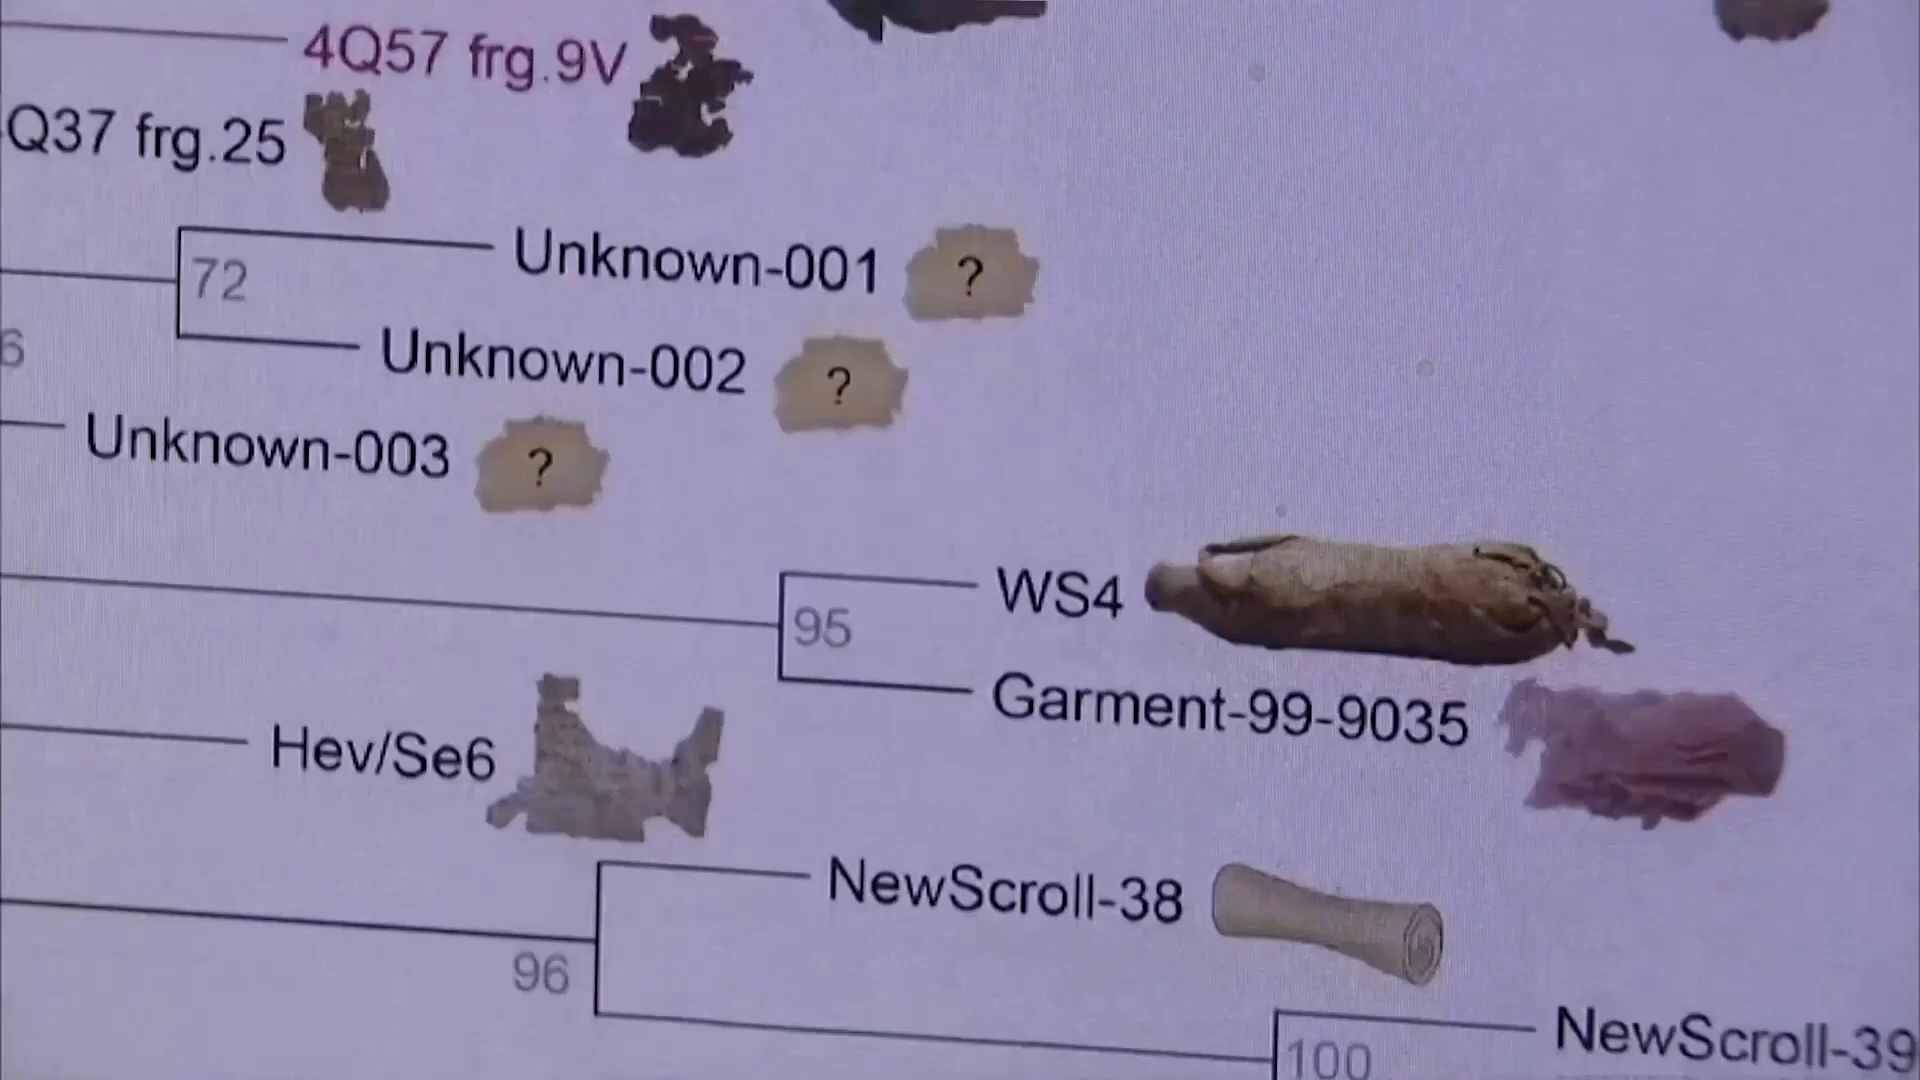 4Q57 frg.9V
Q37 frg.25
Unknown-001
?
72
Unknown-002
?
6
Unknown-003
?
WS4
95
Garment-99-9035
Hev/Se6
NewScroll-38
96
NewScroll-39
100